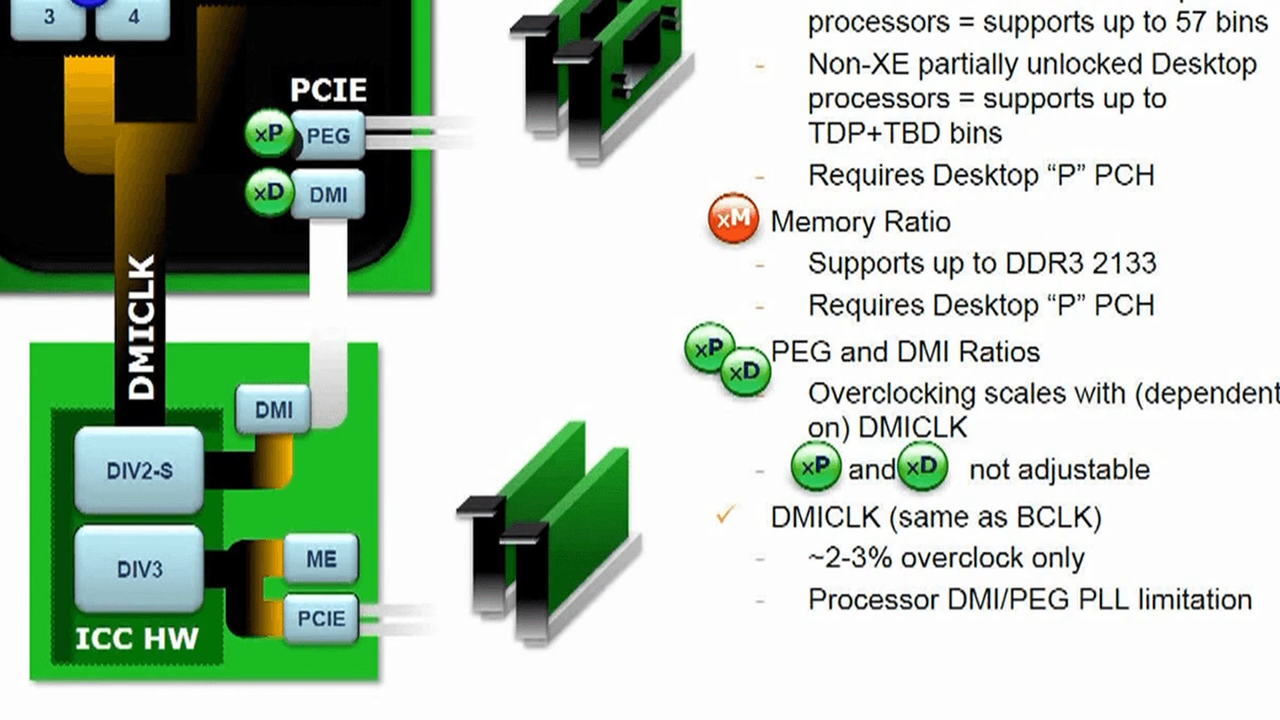 3
4
PCIE
xP
PEG
xD
DMI
DMICLK
DMI
DIV2-S
DIV3
ME
PCIE
ICC HW
processors = supports up to 57 bins
- Non-XE partially unlocked Desktop
processors = supports up to
TDP+TBD bins
- Requires Desktop “P” PCH
xM Memory Ratio
- Supports up to DDR3 2133
- Requires Desktop “P” PCH
xP xD PEG and DMI Ratios
- Overclocking scales with (dependent
on) DMICLK
- xP and xD not adjustable
✓ DMICLK (same as BCLK)
- ~2-3% overclock only
- Processor DMI/PEG PLL limitation